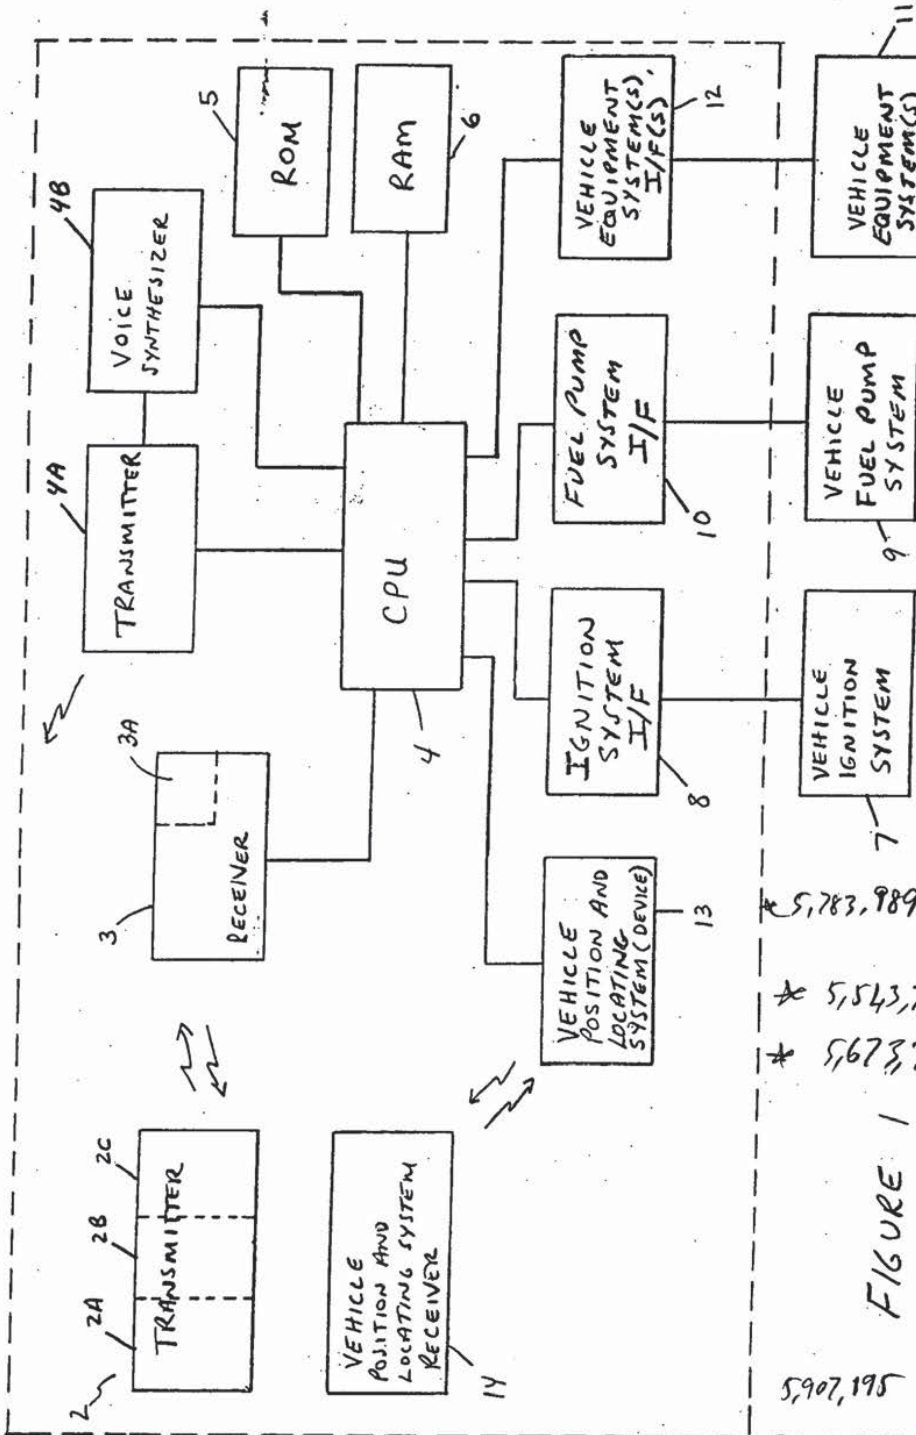 2
2A
2B
2C
TRANSMITTER
3
3A
RECEIVER
4A
TRANSMITTER
4B
VOICE
SYNTHESIZER
5
ROM
6
RAM
VEHICLE
POSITION AND
LOCATING SYSTEM
RECEIVER
14
CPU
4
VEHICLE
POSITION AND
LOCATING
SYSTEM (DEVICE)
13
IGNITION
SYSTEM
I/F
8
FUEL PUMP
SYSTEM
I/F
10
VEHICLE
EQUIPMENT
SYSTEM(S),
I/F(S)
12
VEHICLE
IGNITION
SYSTEM
7
VEHICLE
FUEL PUMP
SYSTEM
9
VEHICLE
EQUIPMENT
SYSTEM(S)
11
* 5,783,989
* 5,543,
* 5,673,
FIGURE 1
5,907,195